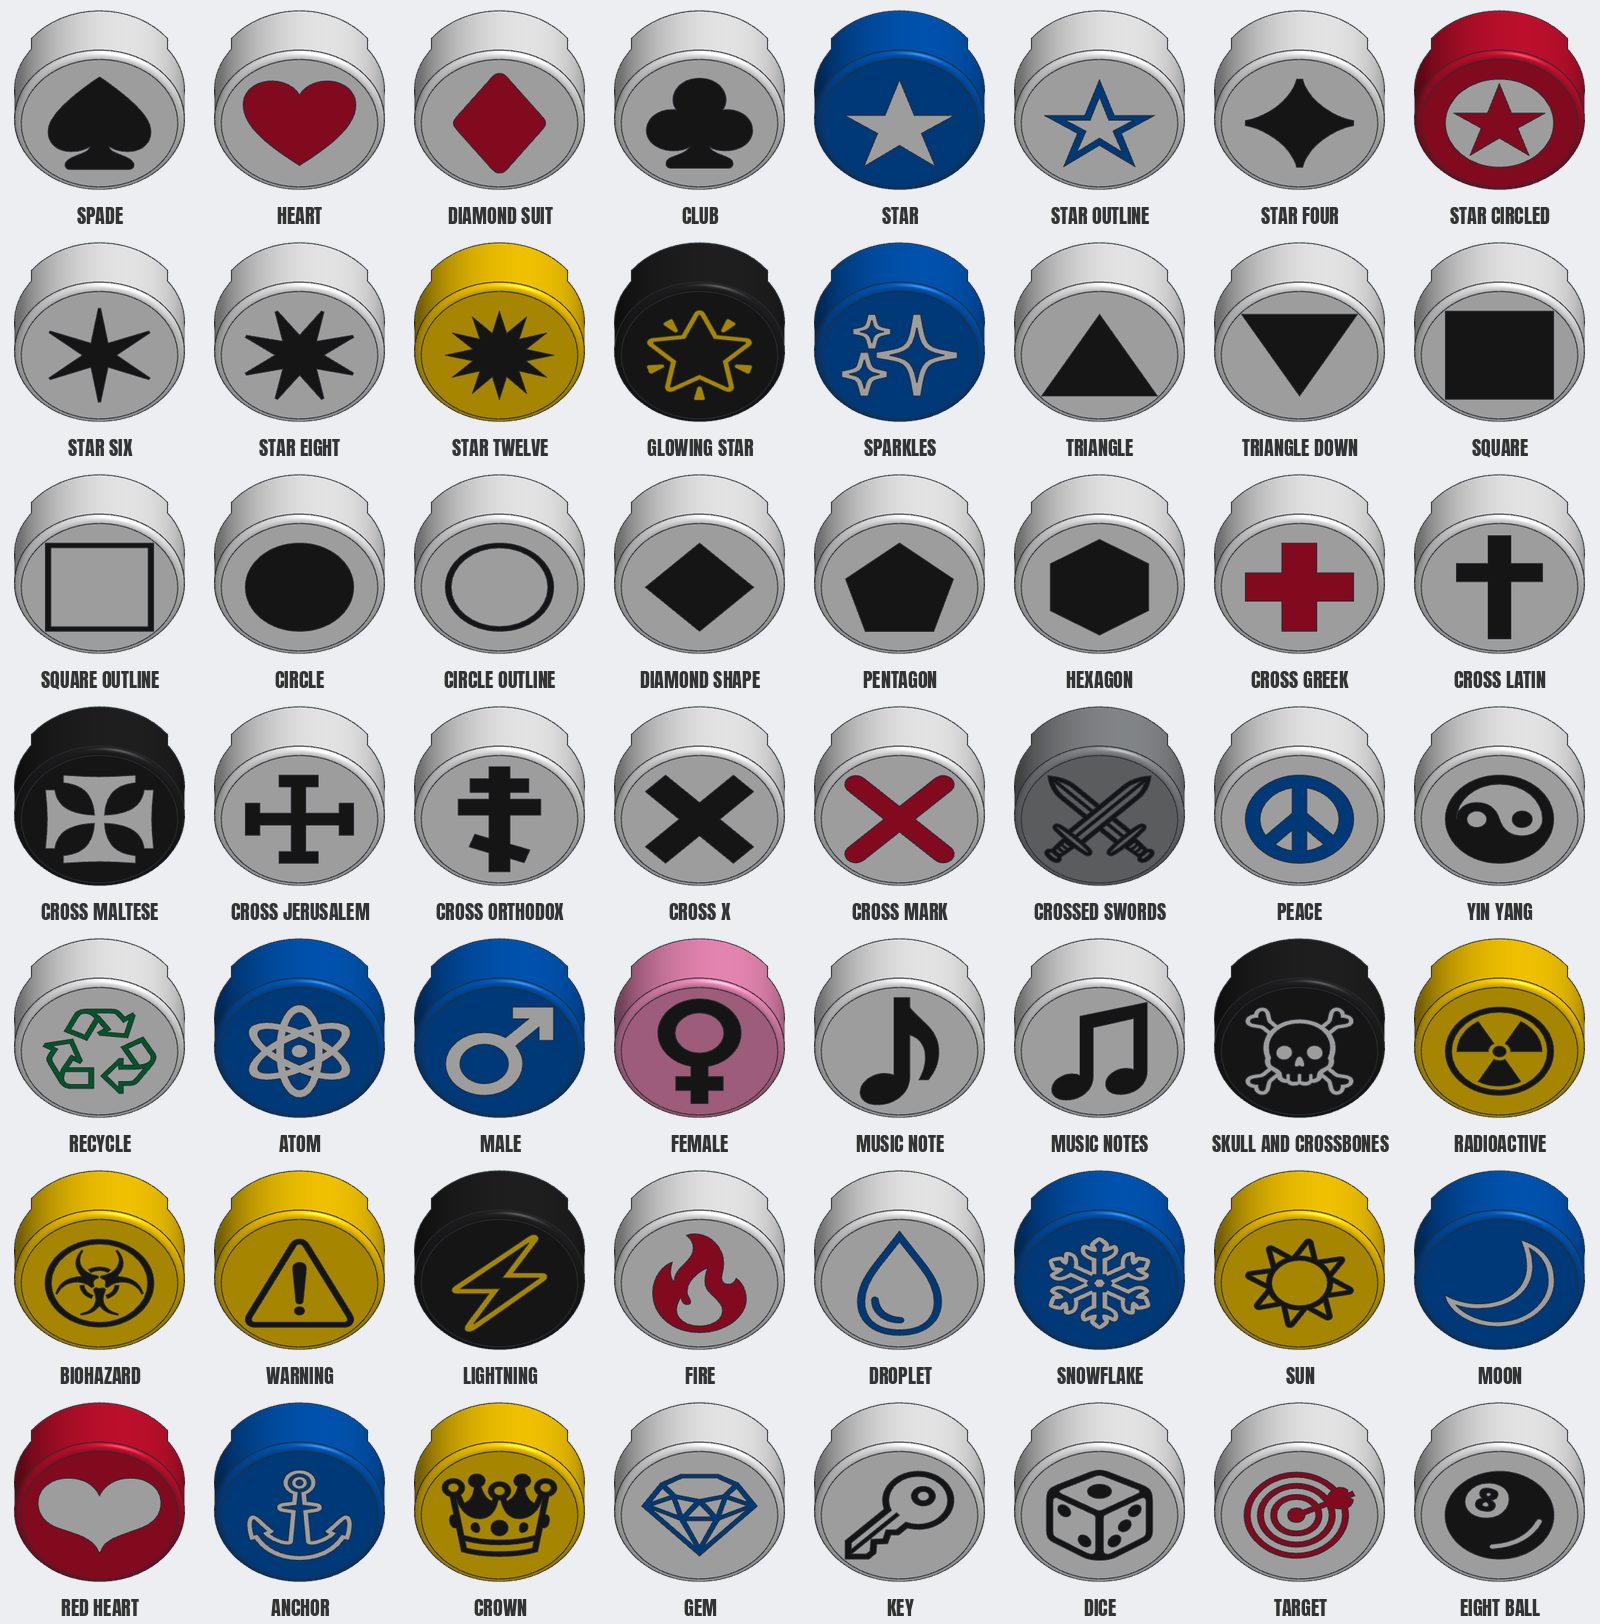 SPADE HEART DIAMOND SUIT CLUB STAR STAR OUTLINE STAR FOUR STAR CIRCLED
STAR SIX STAR EIGHT STAR TWELVE GLOWING STAR SPARKLES TRIANGLE TRIANGLE DOWN SQUARE
SQUARE OUTLINE CIRCLE CIRCLE OUTLINE DIAMOND SHAPE PENTAGON HEXAGON CROSS GREEK CROSS LATIN
CROSS MALTESE CROSS JERUSALEM CROSS ORTHODOX CROSS X CROSS MARK CROSSED SWORDS PEACE YIN YANG
RECYCLE ATOM MALE FEMALE MUSIC NOTE MUSIC NOTES SKULL AND CROSSBONES RADIOACTIVE
BIOHAZARD WARNING LIGHTNING FIRE DROPLET SNOWFLAKE SUN MOON
8
RED HEART ANCHOR CROWN GEM KEY DICE TARGET EIGHT BALL